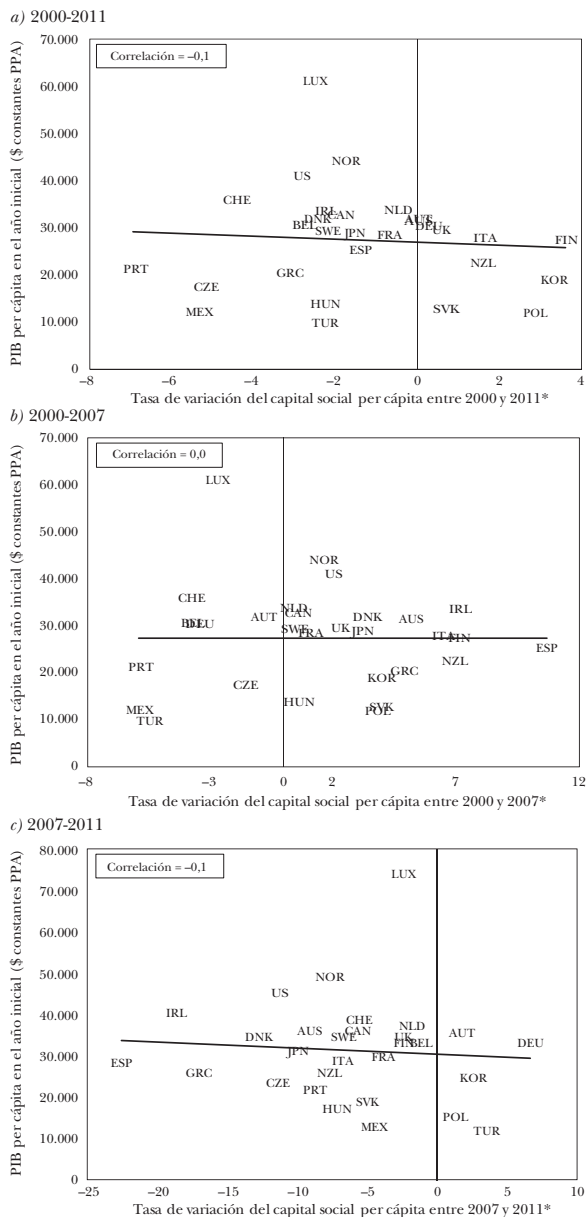 a) 2000-2011
PIB per cápita en el año inicial ($ constantes PPA)
70.000
60.000
50.000
40.000
30.000
20.000
10.000
0
Correlación = –0,1
LUX
NOR
US
CHE
IRL
DNK
CAN
BEL
SWE
JPN
NLD
AUT
AUS
DEU
UK
FRA
ESP
ITA
FIN
NZL
PRT
GRC
CZE
KOR
MEX
HUN
SVK
POL
TUR
–8 –6 –4 –2 0 2 4
Tasa de variación del capital social per cápita entre 2000 y 2011*
b) 2000-2007
PIB per cápita en el año inicial ($ constantes PPA)
70.000
60.000
50.000
40.000
30.000
20.000
10.000
0
Correlación = 0,0
LUX
NOR
US
CHE
NLD
IRL
CAN
BEL
DEU
AUT
DNK
AUS
SWE
FRA
UK
JPN
ITA
FIN
ESP
PRT
NZL
GRC
KOR
CZE
HUN
MEX
SVK
POL
TUR
–8 –3 0 2 7 12
Tasa de variación del capital social per cápita entre 2000 y 2007*
c) 2007-2011
PIB per cápita en el año inicial ($ constantes PPA)
80.000
70.000
60.000
50.000
40.000
30.000
20.000
10.000
0
Correlación = –0,1
LUX
NOR
US
IRL
CHE
NLD
AUS
CAN
AUT
DNK
SWE
UK
FIN
BEL
DEU
JPN
FRA
ESP
ITA
GRC
NZL
KOR
CZE
PRT
SVK
HUN
POL
MEX
TUR
–25 –20 –15 –10 –5 0 5 10
Tasa de variación del capital social per cápita entre 2007 y 2011*